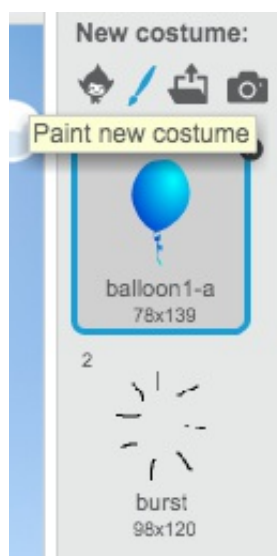 New costume:
Paint new costume
balloon1-a
78x139
2
burst
98x120